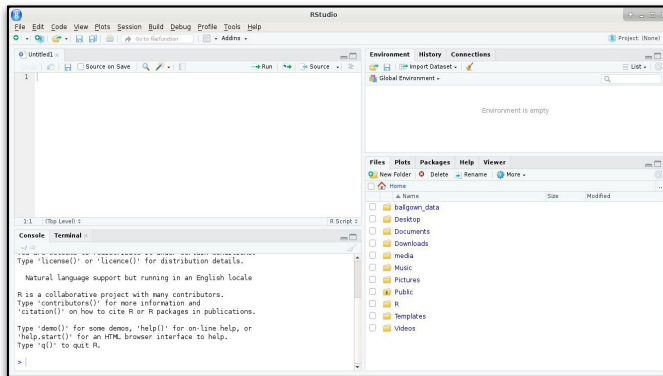 RStudio
File Edit Code View Plots Session Build Debug Profile Tools Help
Go to file/function Addins Project: (None)
Untitled1
Source on Save Run Source
1
1:1 (Top Level) R Script
Console Terminal
~/
Type 'license()' or 'licence()' for distribution details.
Natural language support but running in an English locale
R is a collaborative project with many contributors.
Type 'contributors()' for more information and
'citation()' on how to cite R or R packages in publications.
Type 'demo()' for some demos, 'help()' for on-line help, or
'help.start()' for an HTML browser interface to help.
Type 'q()' to quit R.
>
Environment History Connections
Import Dataset List
Global Environment
Environment is empty
Files Plots Packages Help Viewer
New Folder Delete Rename More
Home
Name Size Modified
ballgown_data
Desktop
Documents
Downloads
media
Music
Pictures
Public
R
Templates
Videos